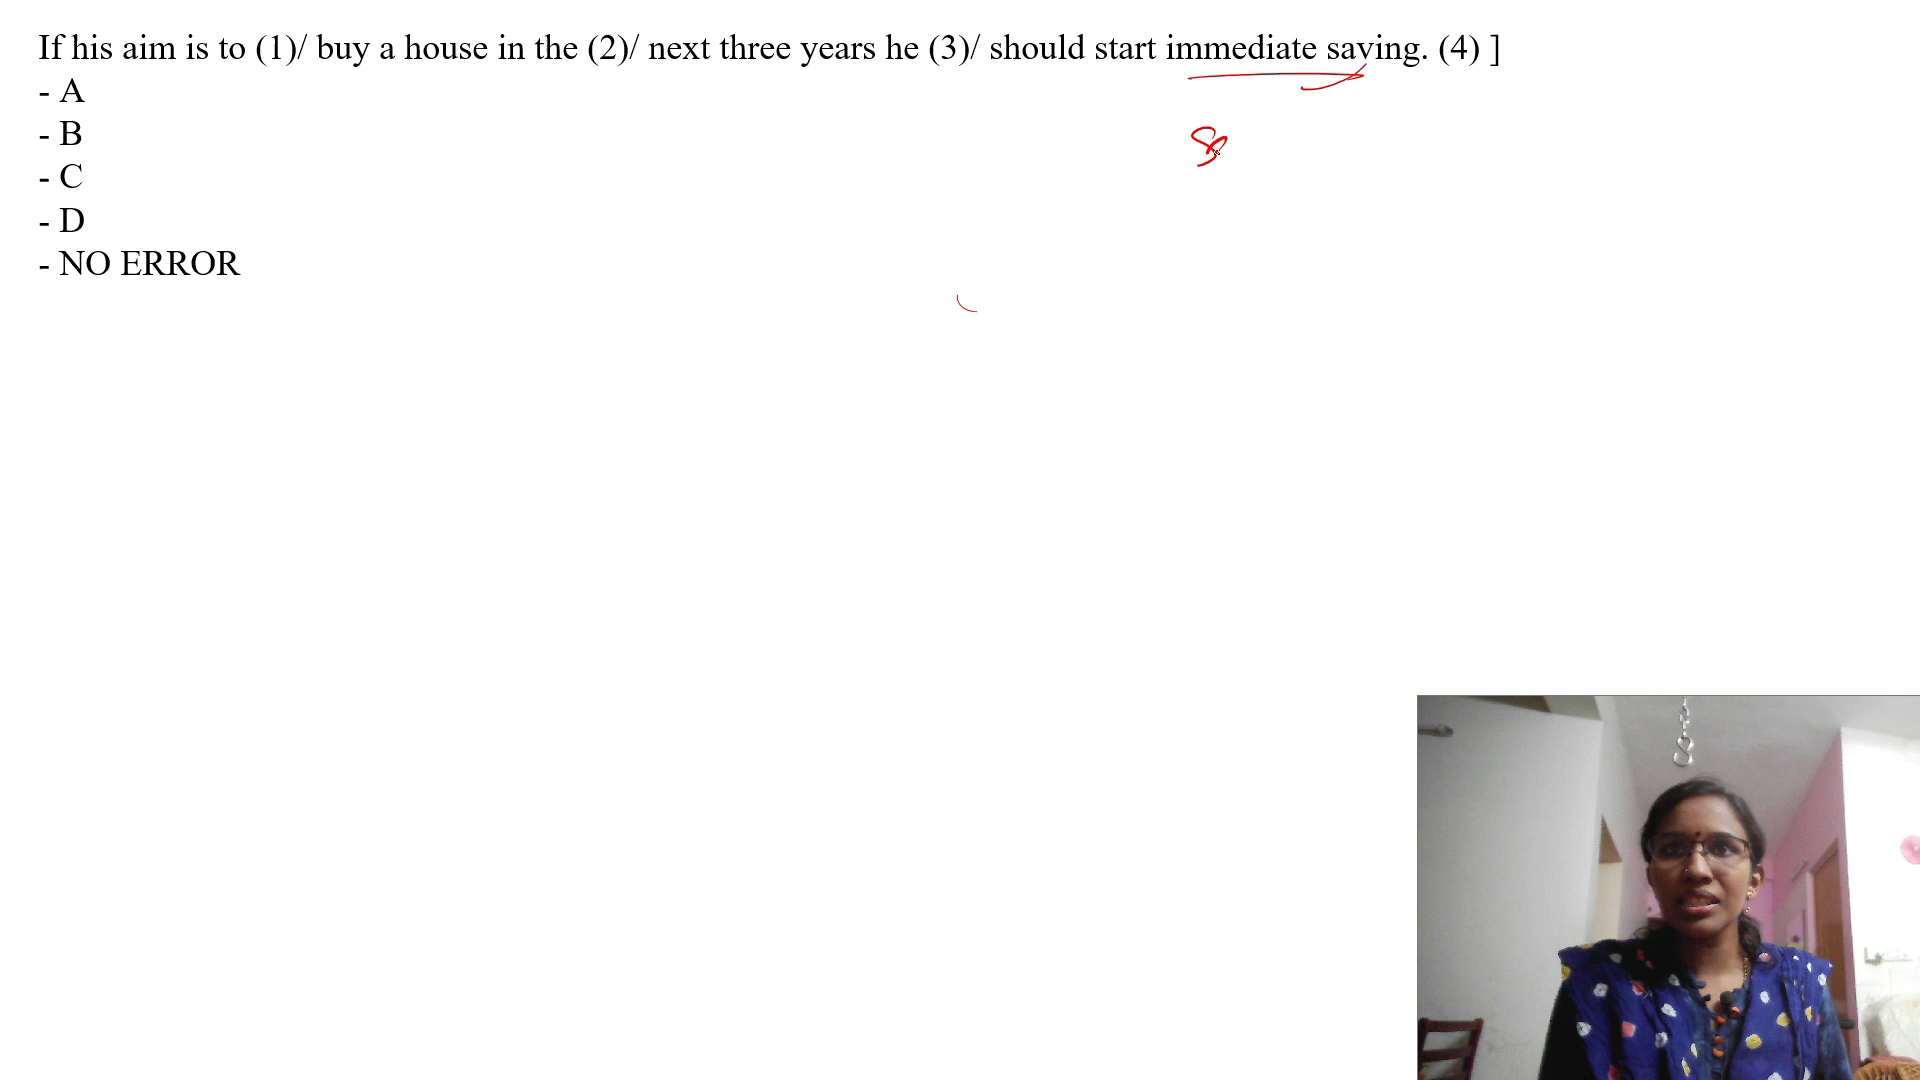 If his aim is to (1)/ buy a house in the (2)/ next three years he (3)/ should start immediate saving. (4) ]
- A
- B
- C
- D
- NO ERROR